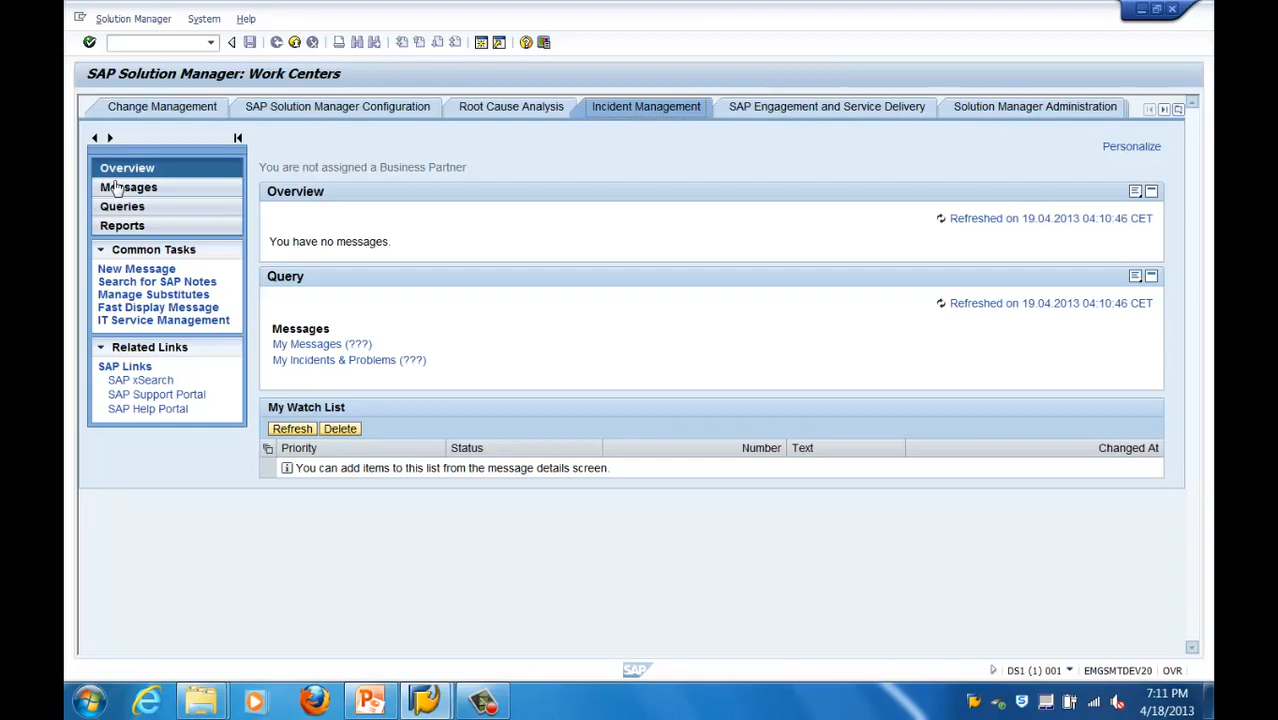 Solution Manager System Help
SAP Solution Manager: Work Centers
Change Management SAP Solution Manager Configuration Root Cause Analysis Incident Management SAP Engagement and Service Delivery Solution Manager Administration
Personalize
Overview
Messages
Queries
Reports
Common Tasks
New Message
Search for SAP Notes
Manage Substitutes
Fast Display Message
IT Service Management
Related Links
SAP Links
SAP xSearch
SAP Support Portal
SAP Help Portal
You are not assigned a Business Partner
Overview
Refreshed on 19.04.2013 04:10:46 CET
You have no messages.
Query
Refreshed on 19.04.2013 04:10:46 CET
Messages
My Messages (???)
My Incidents & Problems (???)
My Watch List
Refresh Delete
Priority Status Number Text Changed At
You can add items to this list from the message details screen.
SAP DS1 (1) 001 EMGSMTDEV20 OVR
7:11 PM
4/18/2013